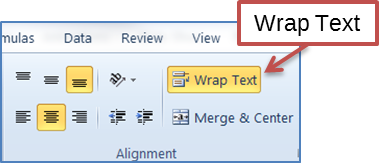 Wrap Text
mulas Data Review View
Wrap Text
Merge & Center
Alignment